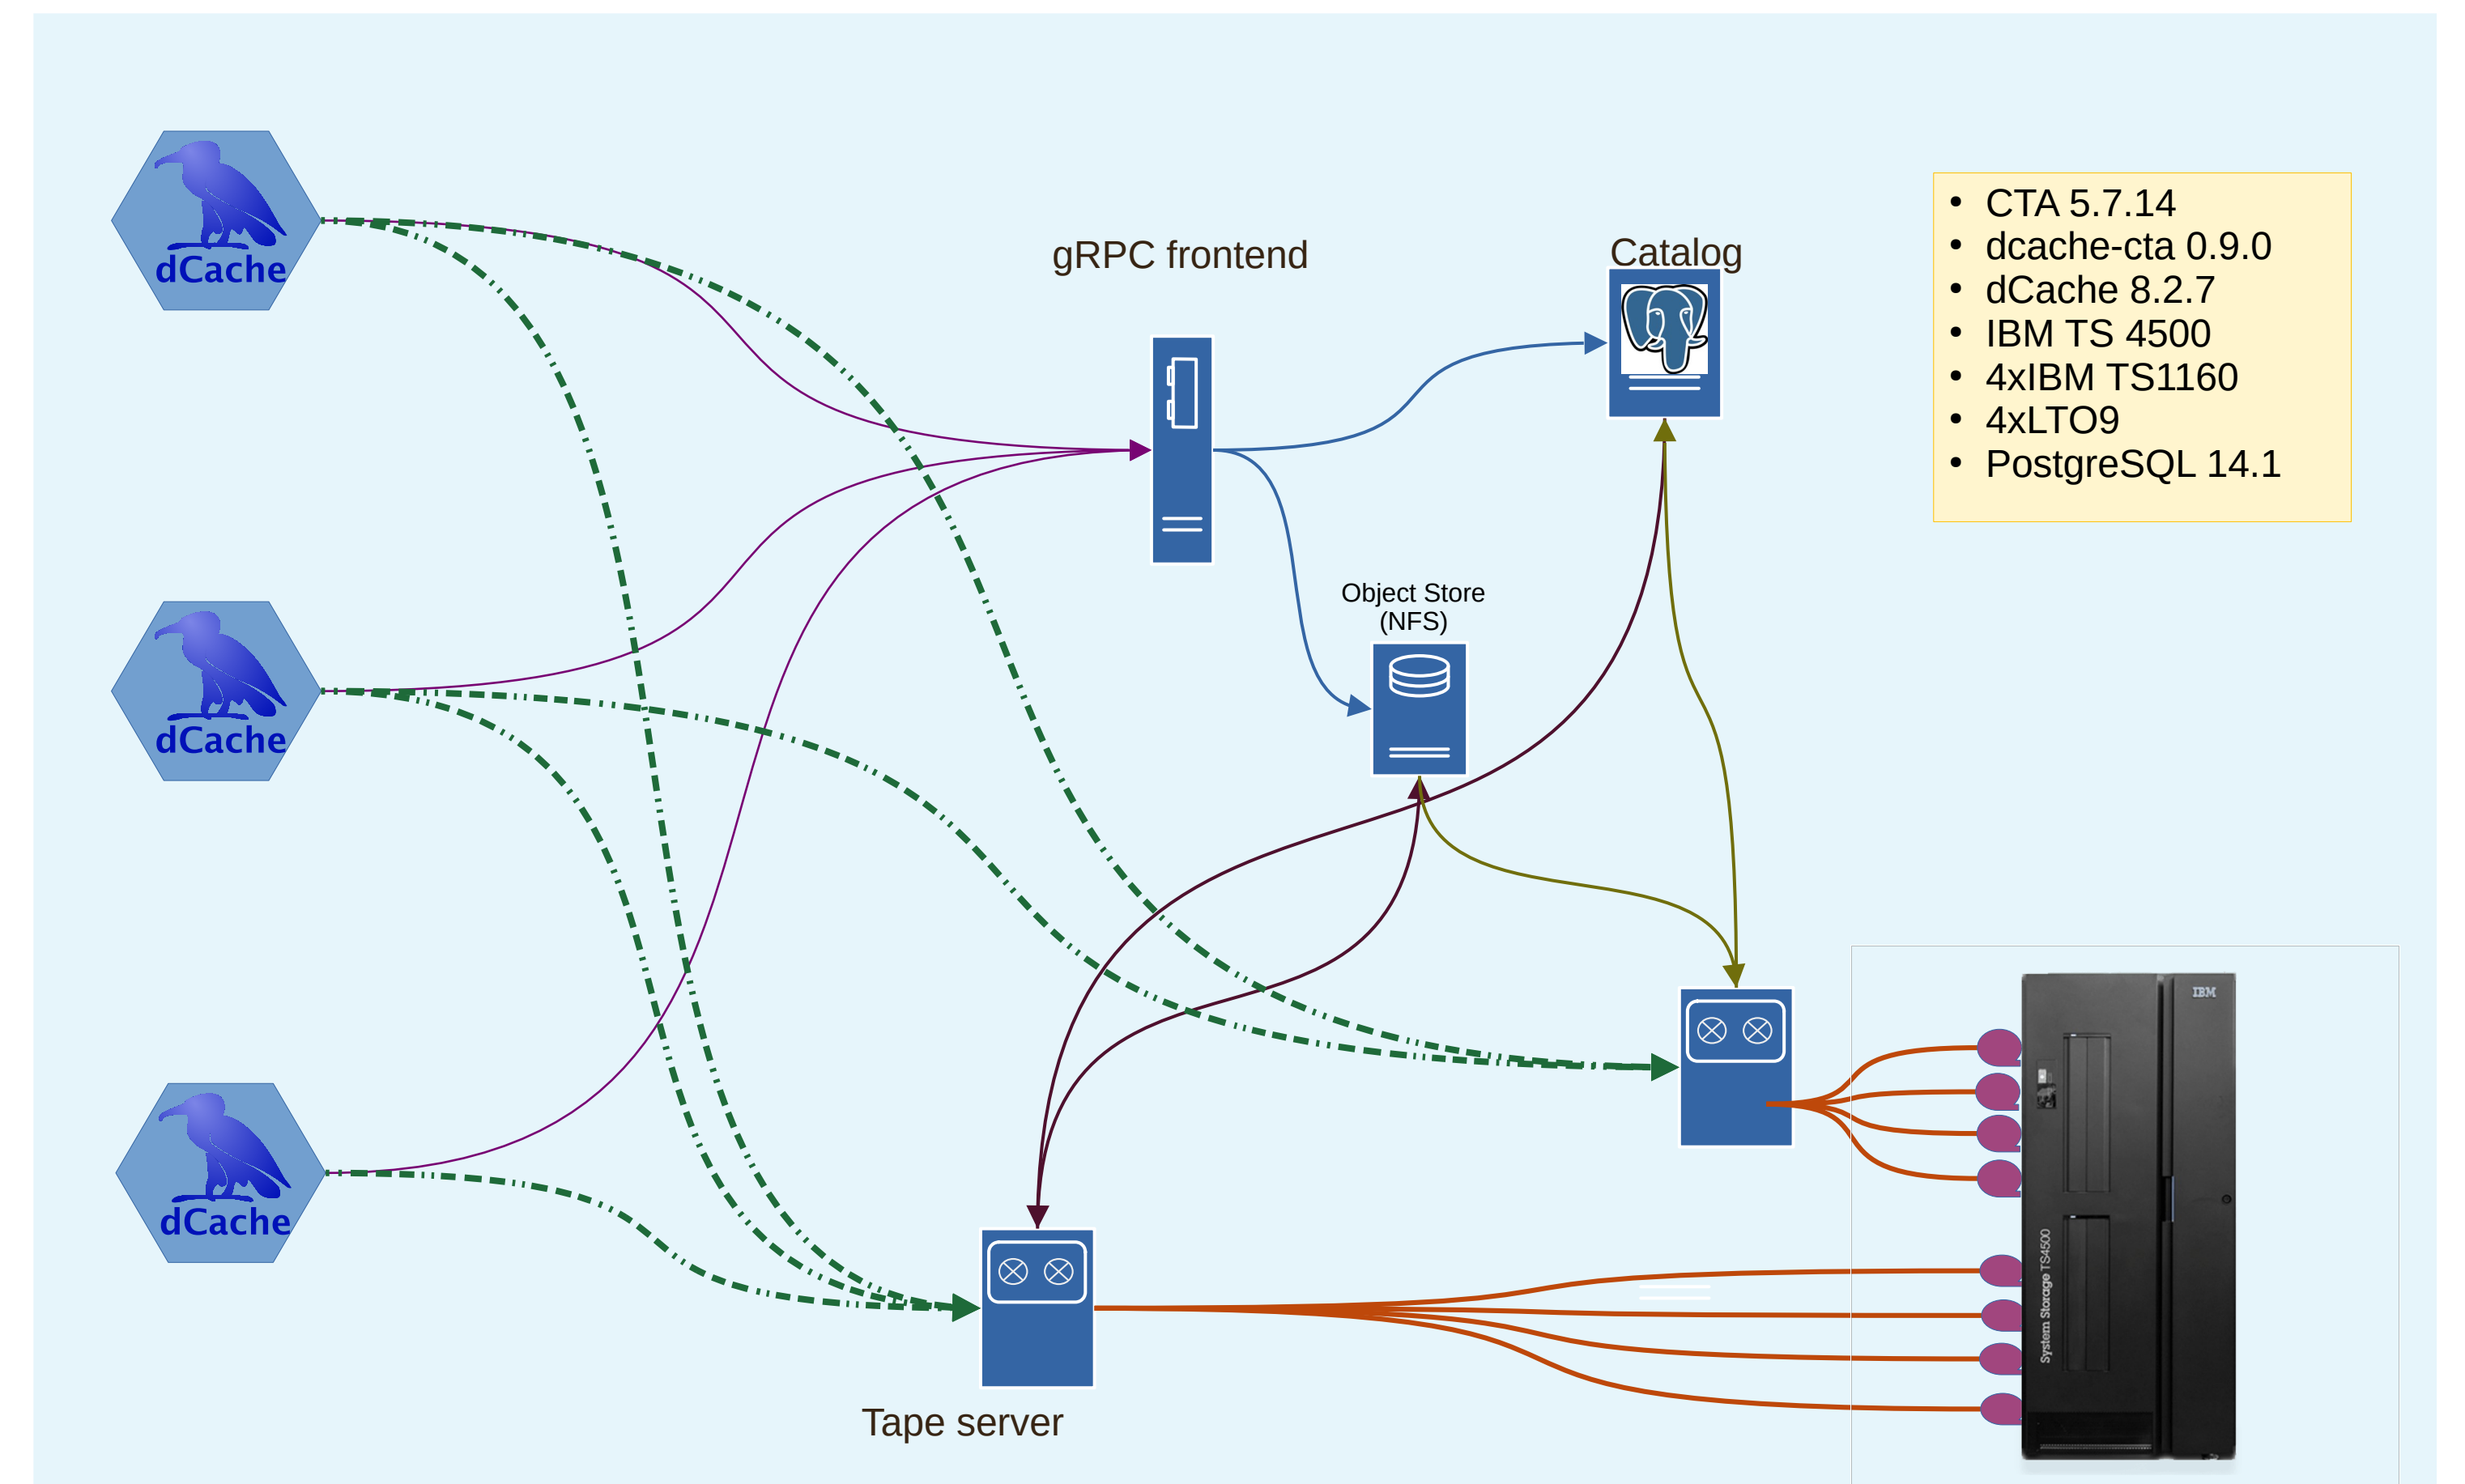 dCache
dCache
dCache
gRPC frontend
Catalog
Object Store
(NFS)
Tape server
• CTA 5.7.14
• dcache-cta 0.9.0
• dCache 8.2.7
• IBM TS 4500
• 4xIBM TS1160
• 4xLTO9
• PostgreSQL 14.1
IBM
System Storage TS4500